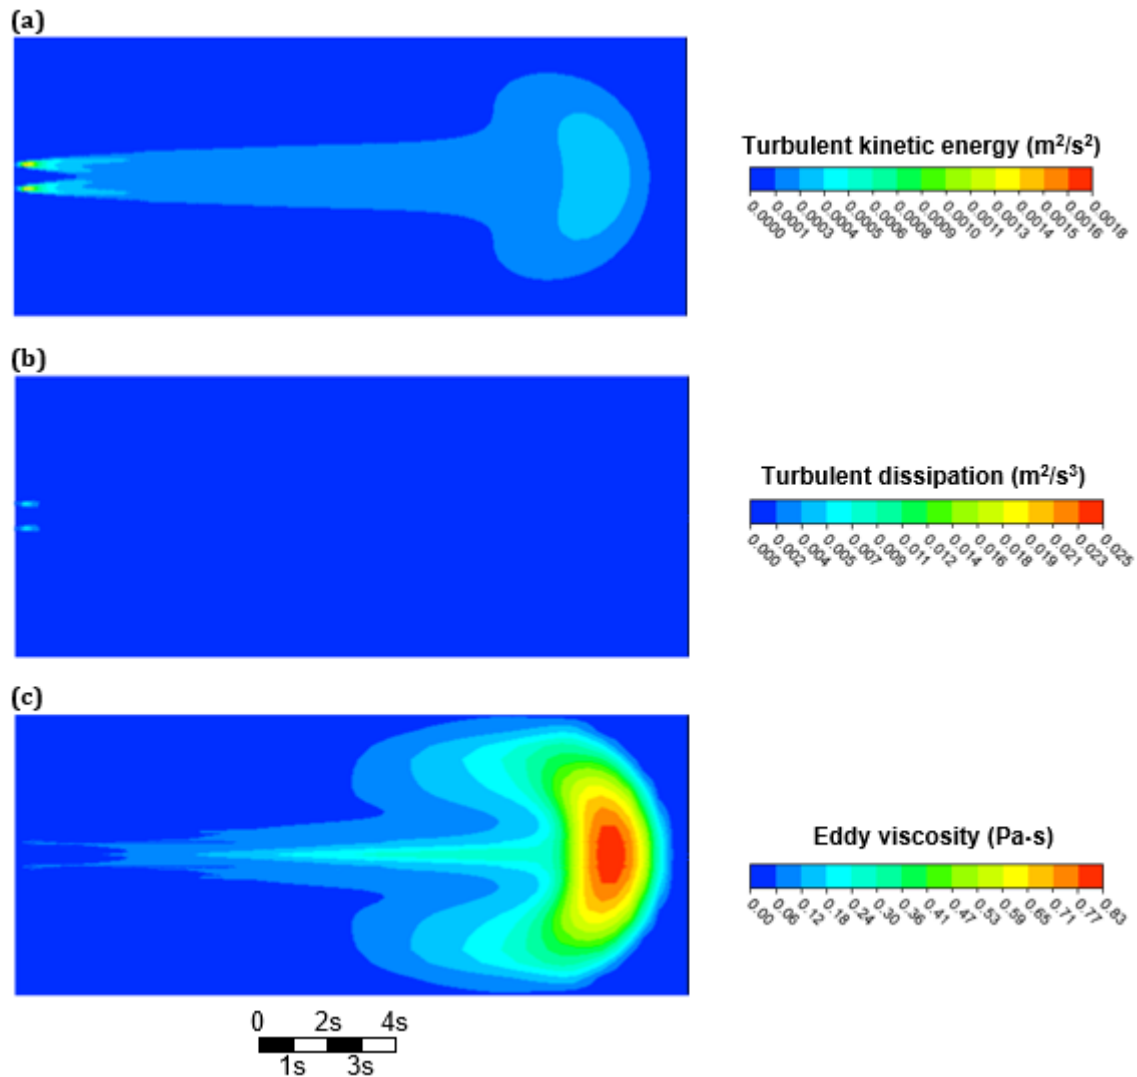 (a)
Turbulent kinetic energy (m²/s²)
0.0000 0.0001 0.0003 0.0004 0.0005 0.0006 0.0008 0.0009 0.0010 0.0011 0.0013 0.0014 0.0015 0.0016 0.0018
(b)
Turbulent dissipation (m²/s³)
0.000 0.002 0.004 0.005 0.007 0.009 0.011 0.012 0.014 0.016 0.018 0.019 0.021 0.023 0.025
(c)
Eddy viscosity (Pa·s)
0.00 0.06 0.12 0.18 0.24 0.30 0.36 0.41 0.47 0.53 0.59 0.65 0.71 0.77 0.83
0 2s 4s
1s 3s